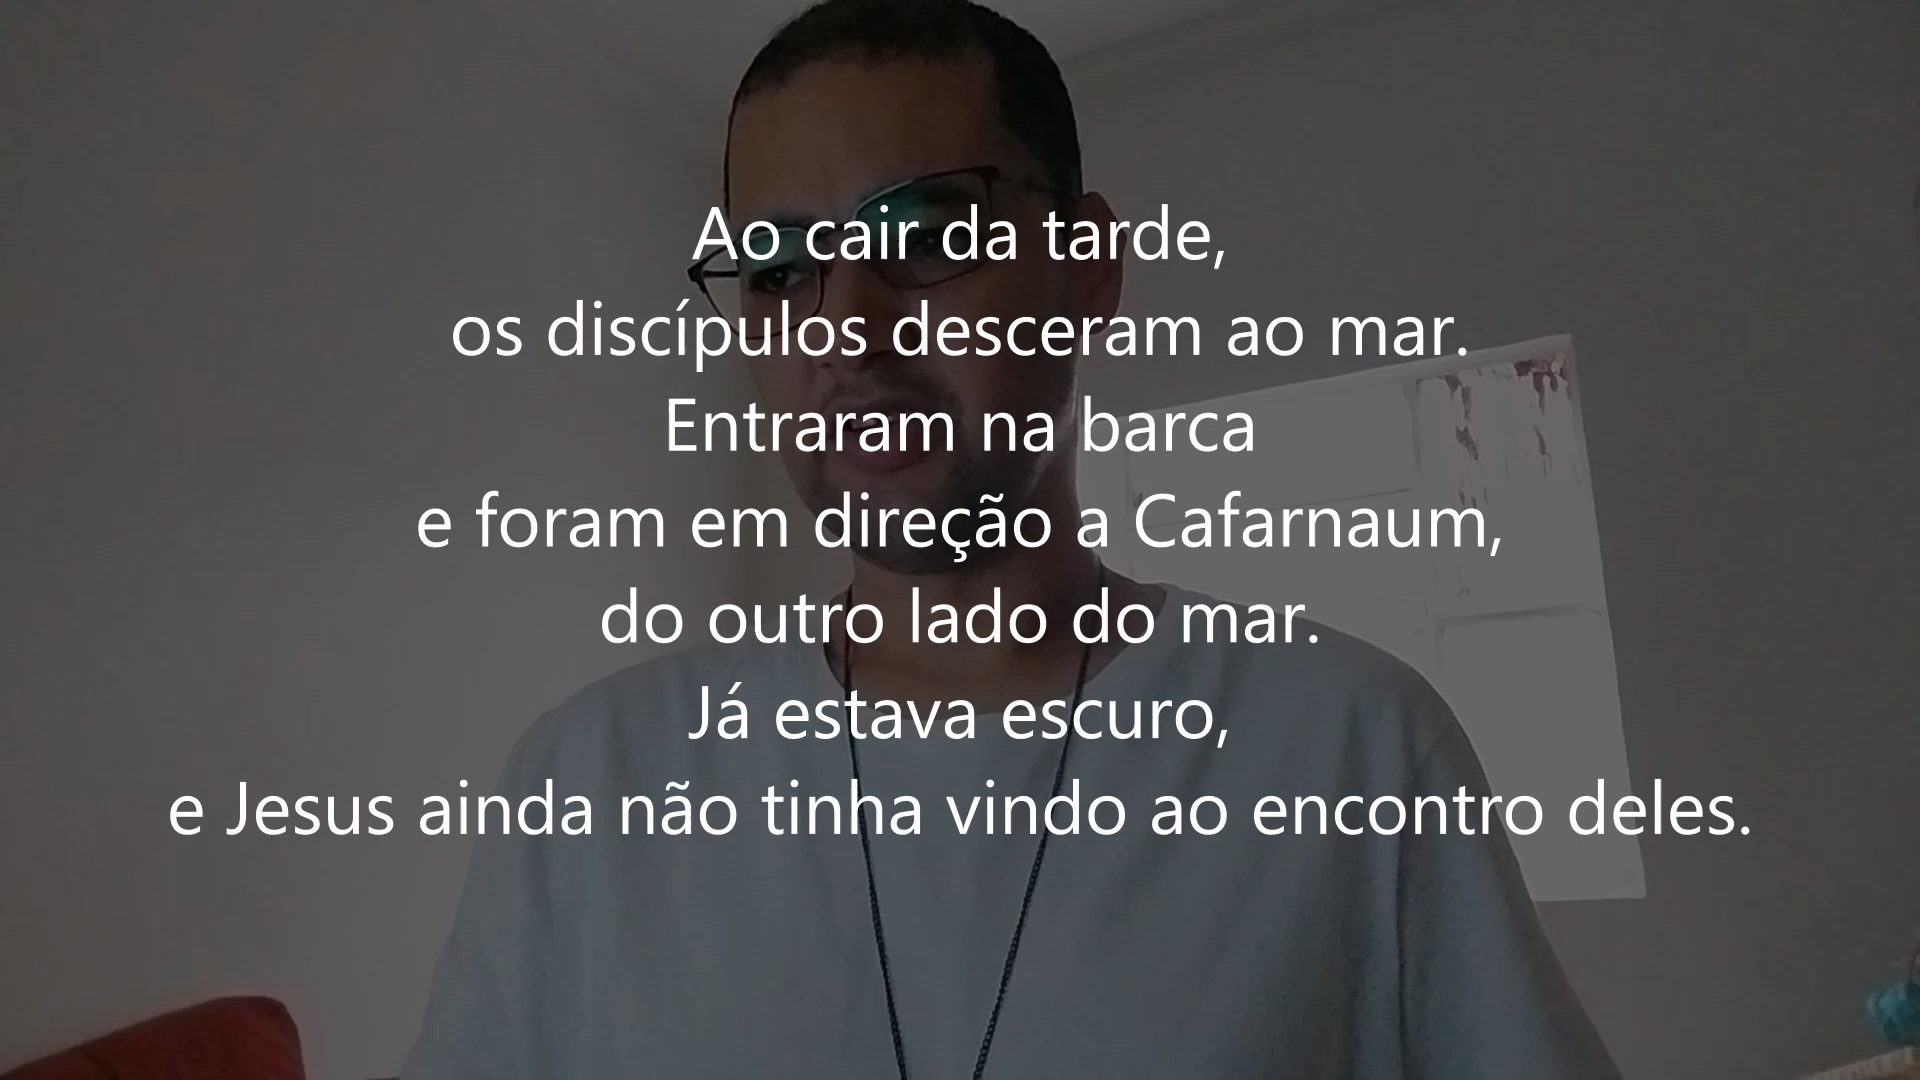 Ao cair da tarde,
os discípulos desceram ao mar.
Entraram na barca
e foram em direção a Cafarnaum,
do outro lado do mar.
Já estava escuro,
e Jesus ainda não tinha vindo ao encontro deles.